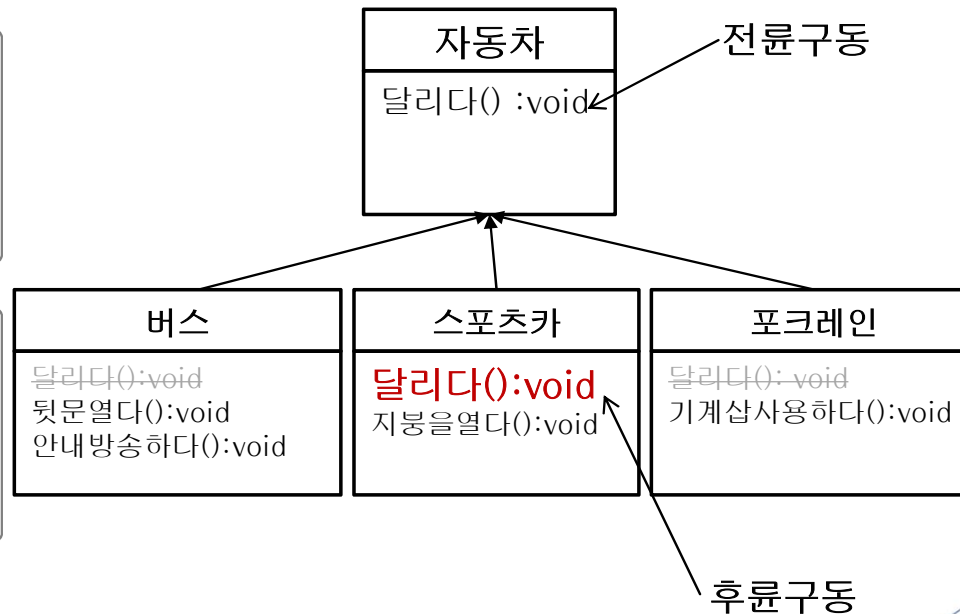 자동차
전륜구동
달리다() :void
버스
달리다():void
뒷문열다():void
안내방송하다():void
스포츠카
달리다():void
지붕을열다():void
포크레인
달리다(): void
기계삽사용하다():void
후륜구동